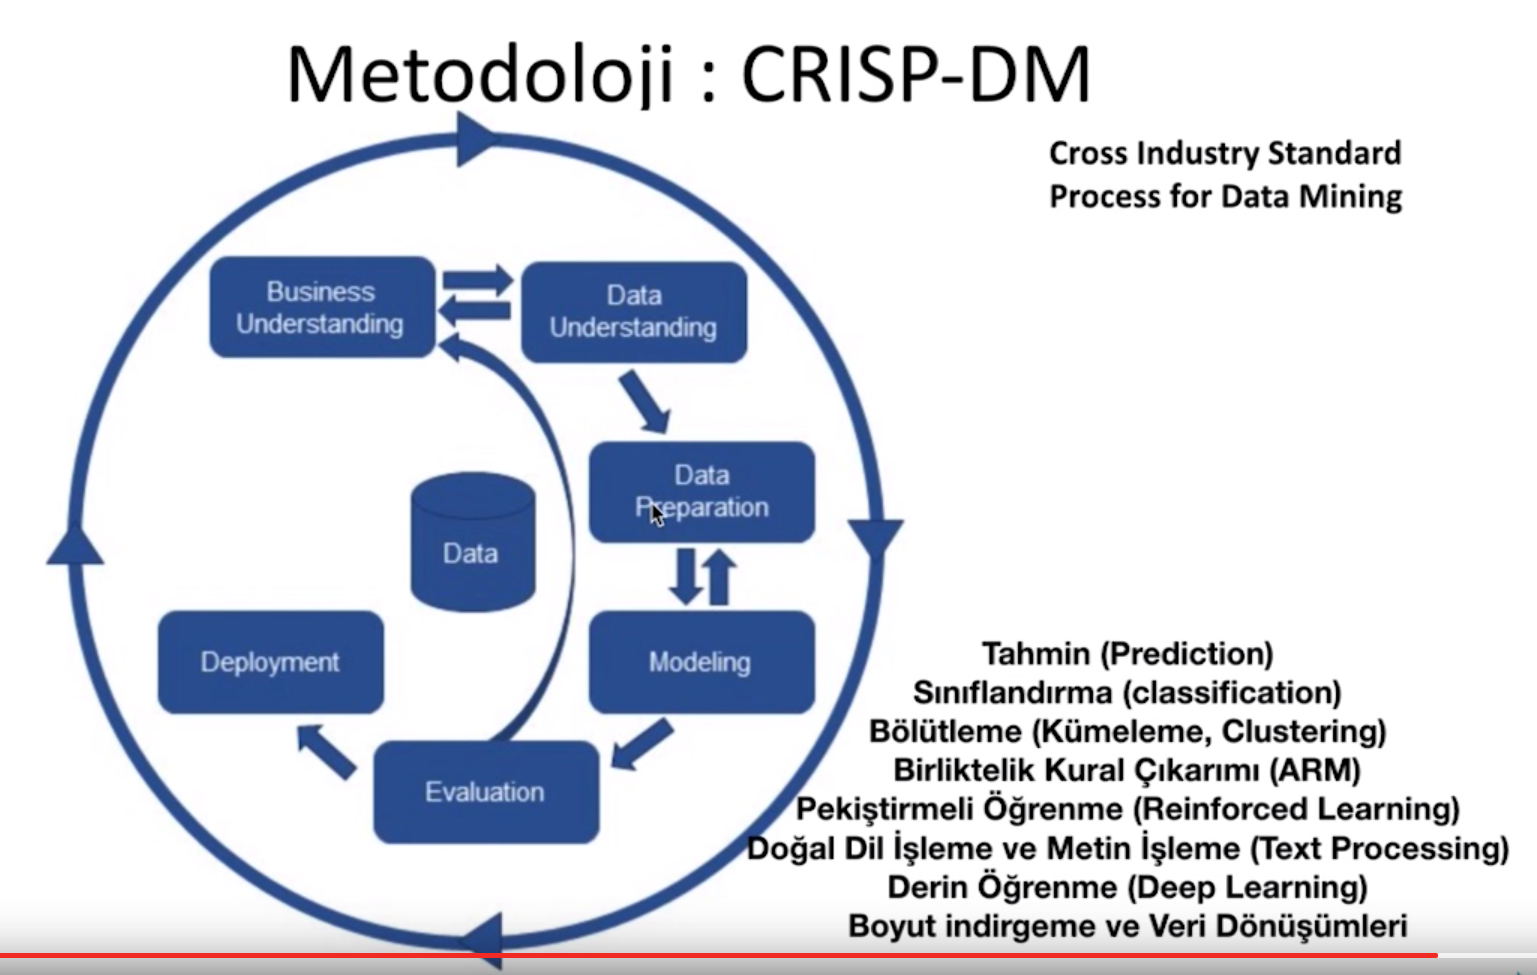 Metodoloji : CRISP-DM
Cross Industry Standard
Process for Data Mining
Business
Understanding
Data
Understanding
Data
Preparation
Data
Deployment
Modeling
Evaluation
Tahmin (Prediction)
Sınıflandırma (classification)
Bölütleme (Kümeleme, Clustering)
Birliktelik Kural Çıkarımı (ARM)
Pekiştirmeli Öğrenme (Reinforced Learning)
Doğal Dil İşleme ve Metin İşleme (Text Processing)
Derin Öğrenme (Deep Learning)
Boyut indirgeme ve Veri Dönüşümleri